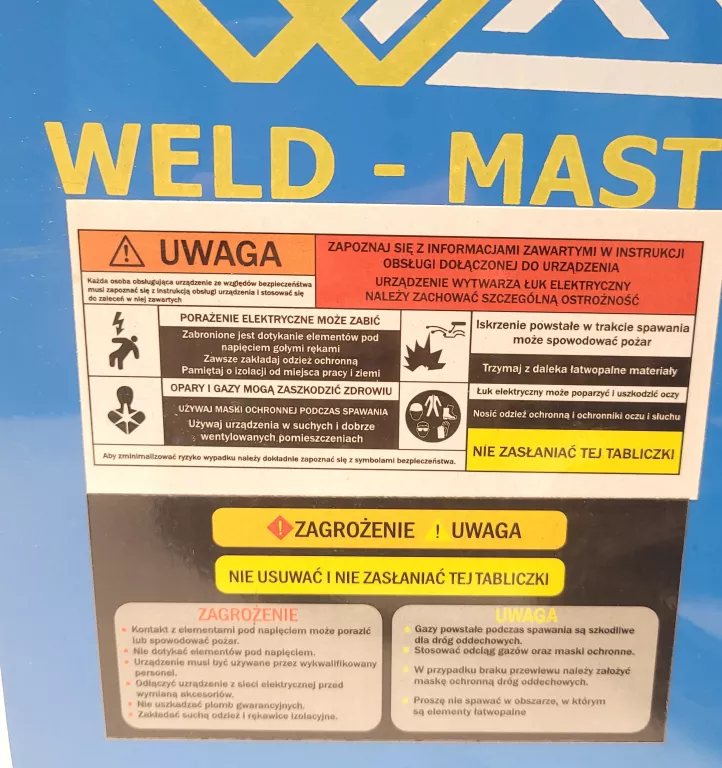 WELD - MAST
UWAGA
Każda osoba obsługująca urządzenie ze względów bezpieczeństwa
musi zapoznać się z instrukcją obsługi urządzenia i stosować się
do zaleceń w niej zawartych
ZAPOZNAJ SIĘ Z INFORMACJAMI ZAWARTYMI W INSTRUKCJI
OBSŁUGI DOŁĄCZONEJ DO URZĄDZENIA
URZĄDZENIE WYTWARZA ŁUK ELEKTRYCZNY
NALEŻY ZACHOWAĆ SZCZEGÓLNĄ OSTROŻNOŚĆ
PORAŻENIE ELEKTRYCZNE MOŻE ZABIĆ
Zabronione jest dotykanie elementów pod
napięciem gołymi rękami
Zawsze zakładaj odzież ochronną
Pamiętaj o izolacji od miejsca pracy i ziemi
Iskrzenie powstałe w trakcie spawania
może spowodować pożar
Trzymaj z daleka łatwopalne materiały
OPARY I GAZY MOGĄ ZASZKODZIĆ ZDROWIU
UŻYWAJ MASKI OCHRONNEJ PODCZAS SPAWANIA
Używaj urządzenia w suchych i dobrze
wentylowanych pomieszczeniach
Łuk elektryczny może poparzyć i uszkodzić oczy
Nosić odzież ochronną i ochronniki oczu i słuchu
Aby zminimalizować ryzyko wypadku należy dokładnie zapoznać się z symbolami bezpieczeństwa.
NIE ZASŁANIAĆ TEJ TABLICZKI
ZAGROŻENIE ! UWAGA
NIE USUWAĆ I NIE ZASŁANIAĆ TEJ TABLICZKI
ZAGROŻENIE
• Kontakt z elementami pod napięciem może porazić
lub spowodować pożar.
• Nie dotykać elementów pod napięciem.
• Urządzenie musi być używane przez wykwalifikowany
personel.
• Odłączyć urządzenie z sieci elektrycznej przed
wymianą akcesoriów.
• Nie uszkadzać plomb gwarancyjnych.
• Zakładać suchą odzież i rękawice izolacyjne.
UWAGA
• Gazy powstałe podczas spawania są szkodliwe
dla dróg oddechowych.
• Stosować odciąg gazów oraz maski ochronne.
• W przypadku braku przewiewu należy założyć
maskę ochronną dróg oddechowych.
• Proszę nie spawać w obszarze, w którym
są elementy łatwopalne